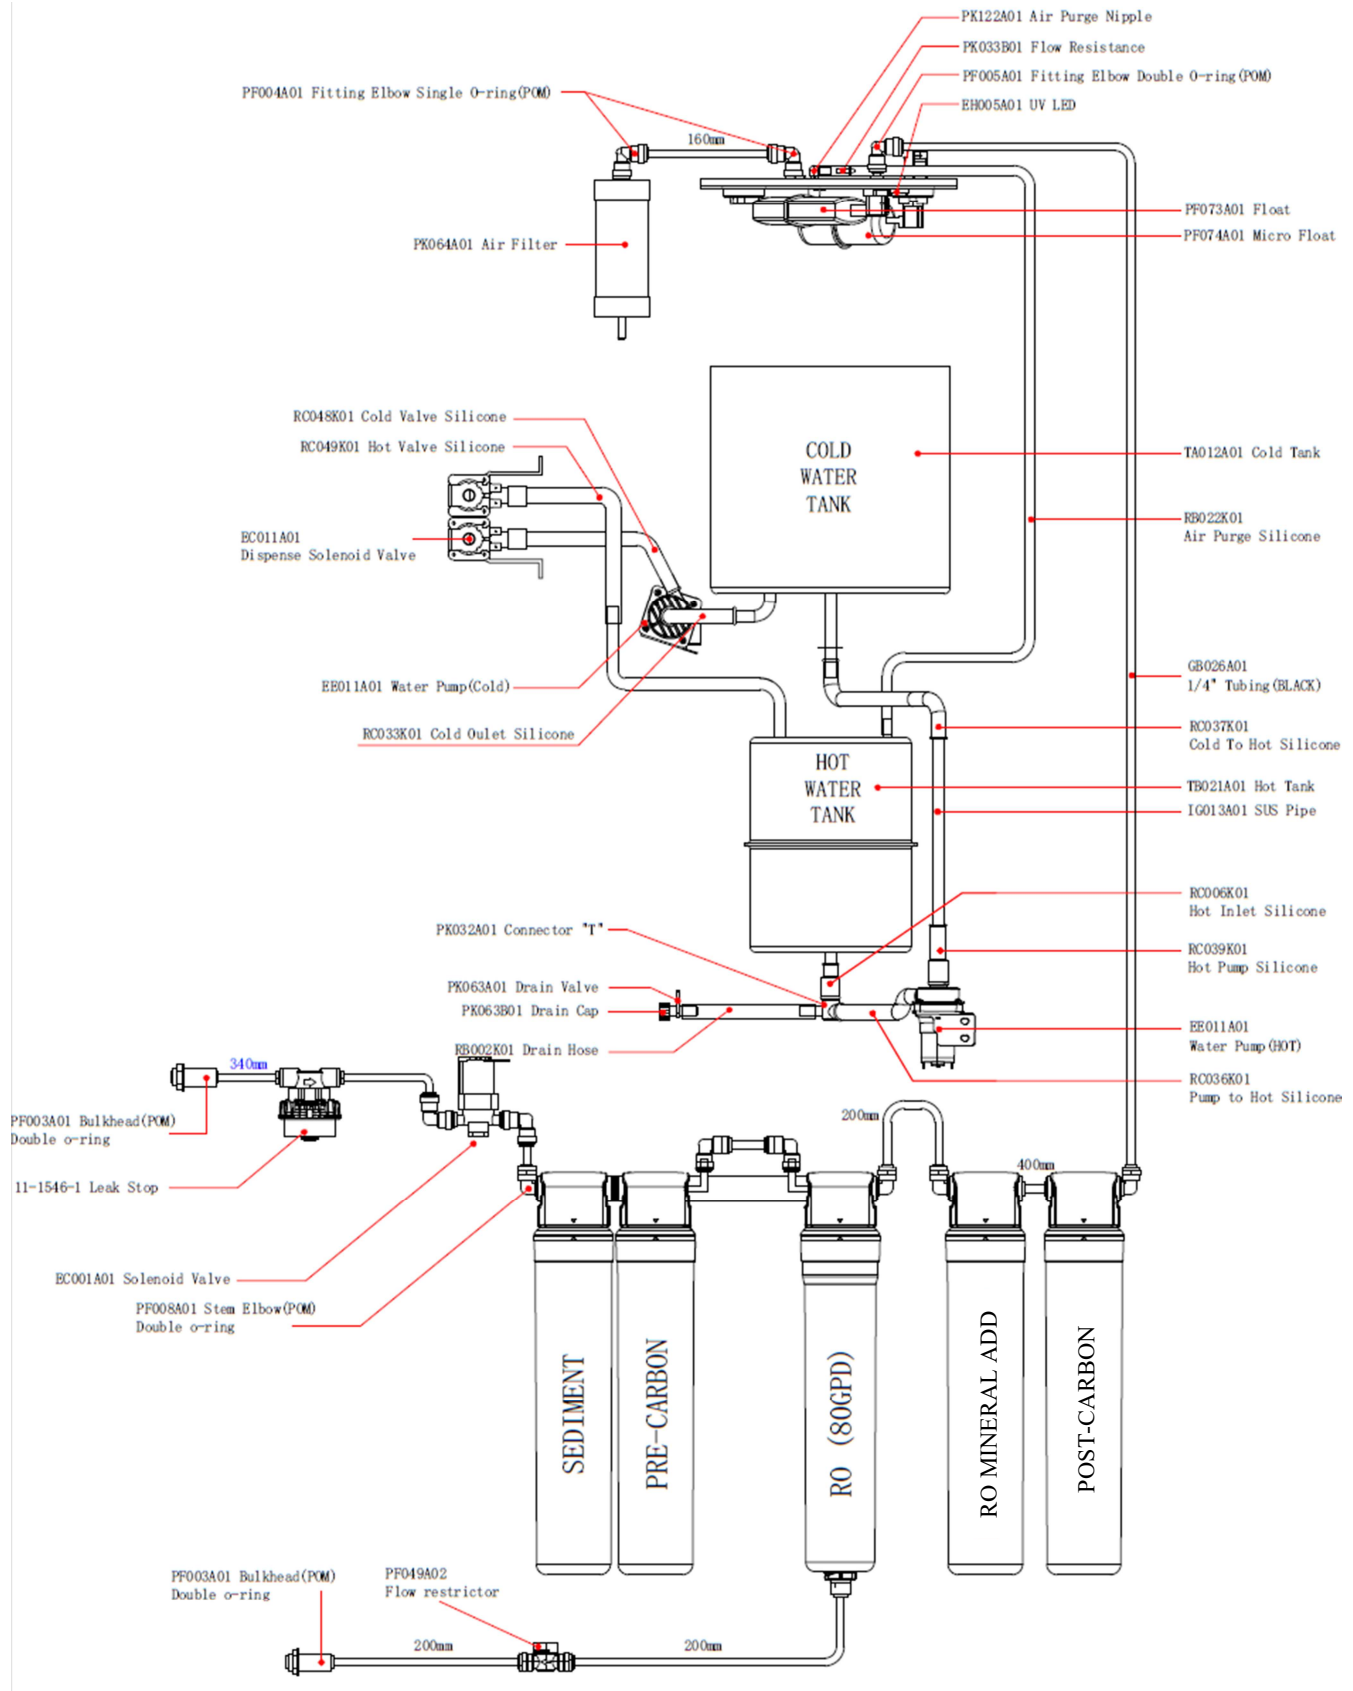 PK122A01 Air Purge Nipple
PK033B01 Flow Resistance
PF005A01 Fitting Elbow Double O-ring(POM)
EH005A01 UV LED
PF004A01 Fitting Elbow Single O-ring(POM)
160mm
PF073A01 Float
PF074A01 Micro Float
PK064A01 Air Filter
RC048K01 Cold Valve Silicone
RC049K01 Hot Valve Silicone
COLD
WATER
TANK
TA012A01 Cold Tank
RB022K01
Air Purge Silicone
EC011A01
Dispense Solenoid Valve
GB026A01
1/4" Tubing(BLACK)
EE011A01 Water Pump(Cold)
RC033K01 Cold Oulet Silicone
RC037K01
Cold To Hot Silicone
HOT
WATER
TANK
TB021A01 Hot Tank
IG013A01 SUS Pipe
RC006K01
Hot Inlet Silicone
PK032A01 Connector "T"
RC039K01
Hot Pump Silicone
PK063A01 Drain Valve
PK063B01 Drain Cap
RB002K01 Drain Hose
EE011A01
Water Pump(HOT)
RC036K01
Pump to Hot Silicone
340mm
PF003A01 Bulkhead(POM)
Double o-ring
200mm
400mm
11-1546-1 Leak Stop
EC001A01 Solenoid Valve
PF008A01 Stem Elbow(POM)
Double o-ring
SEDIMENT
PRE-CARBON
RO (80GPD)
RO MINERAL ADD
POST-CARBON
PF003A01 Bulkhead(POM)
Double o-ring
PF049A02
Flow restrictor
200mm
200mm